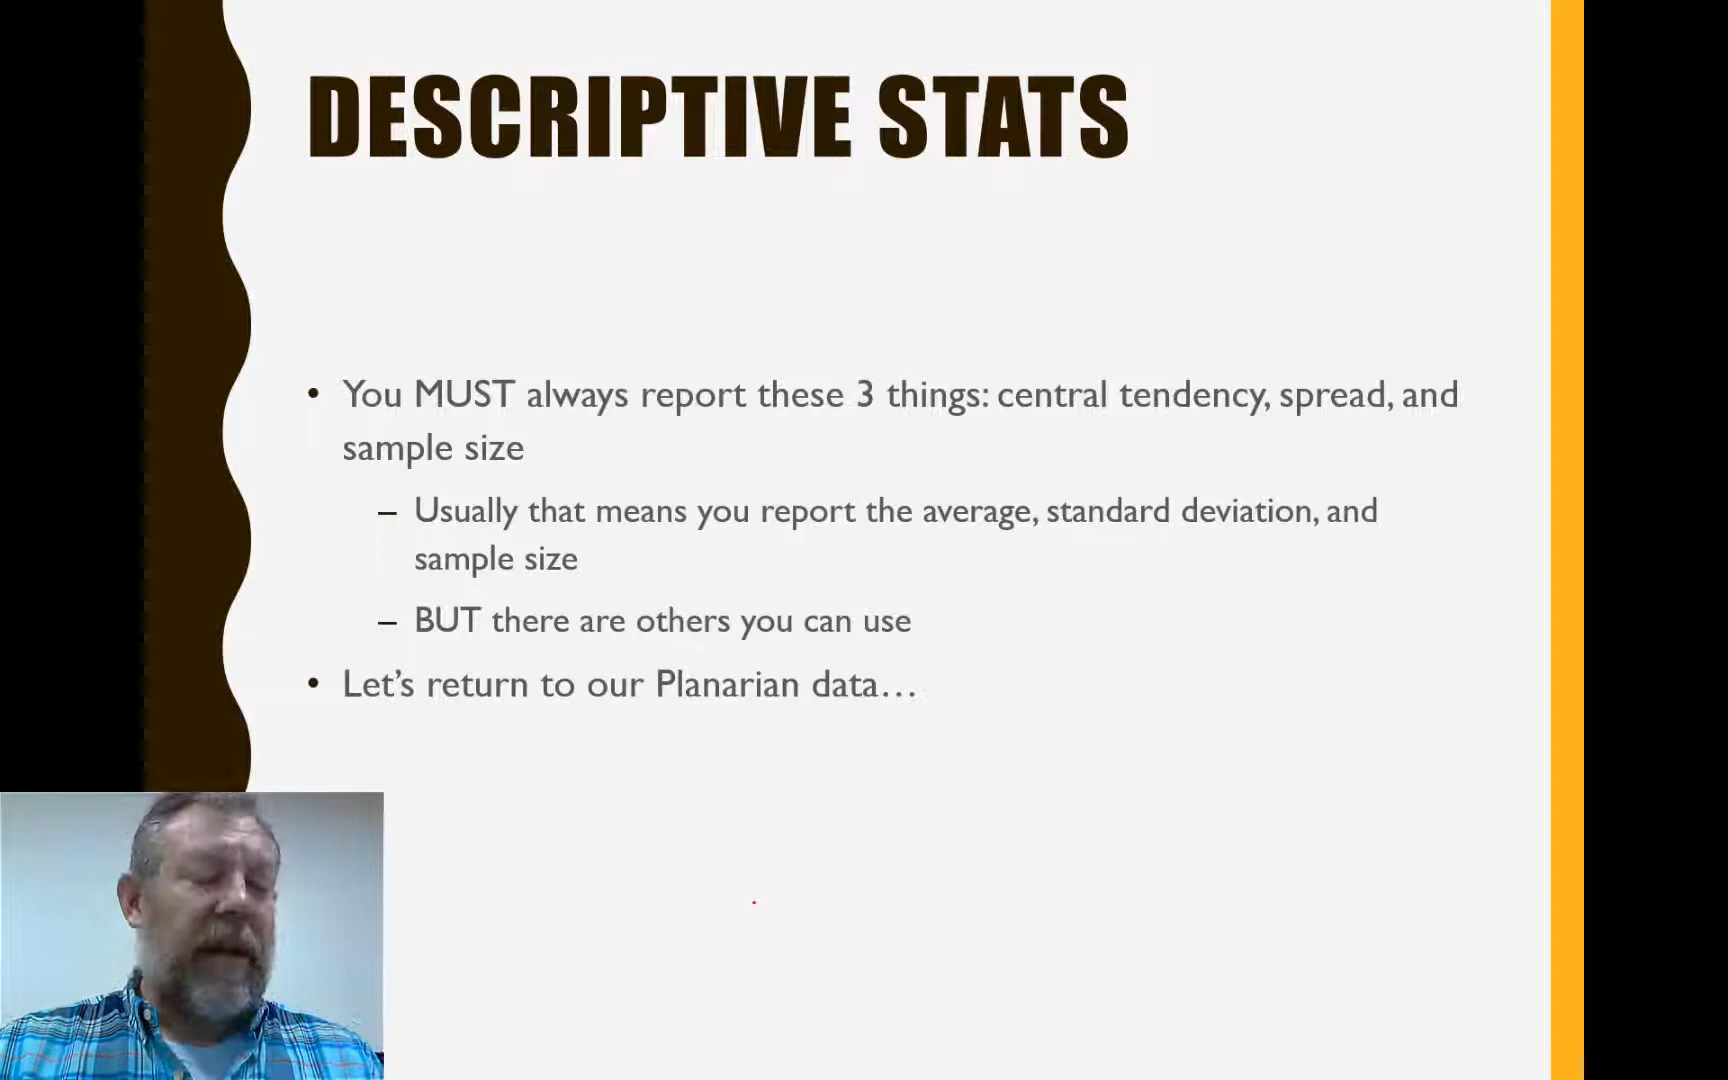 DESCRIPTIVE STATS
• You MUST always report these 3 things: central tendency, spread, and
sample size
– Usually that means you report the average, standard deviation, and
sample size
– BUT there are others you can use
• Let’s return to our Planarian data…